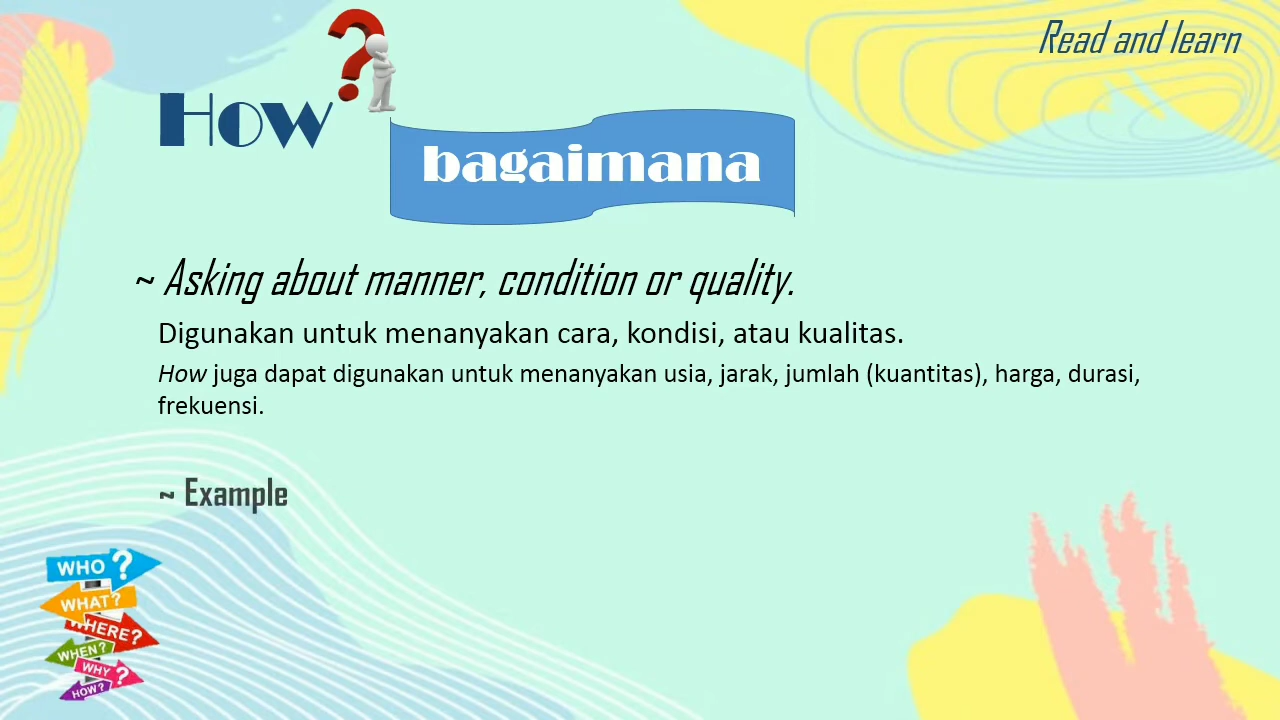 Read and learn
How
bagaimana
~ Asking about manner, condition or quality.
Digunakan untuk menanyakan cara, kondisi, atau kualitas.
How juga dapat digunakan untuk menanyakan usia, jarak, jumlah (kuantitas), harga, durasi,
frekuensi.
~ Example
WHO ?
WHAT?
WHERE?
WHEN?
WHY ?
HOW?